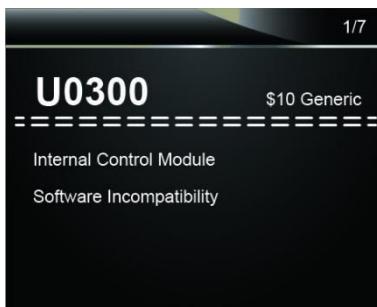 1/7
U0300
$10 Generic
Internal Control Module
Software Incompatibility